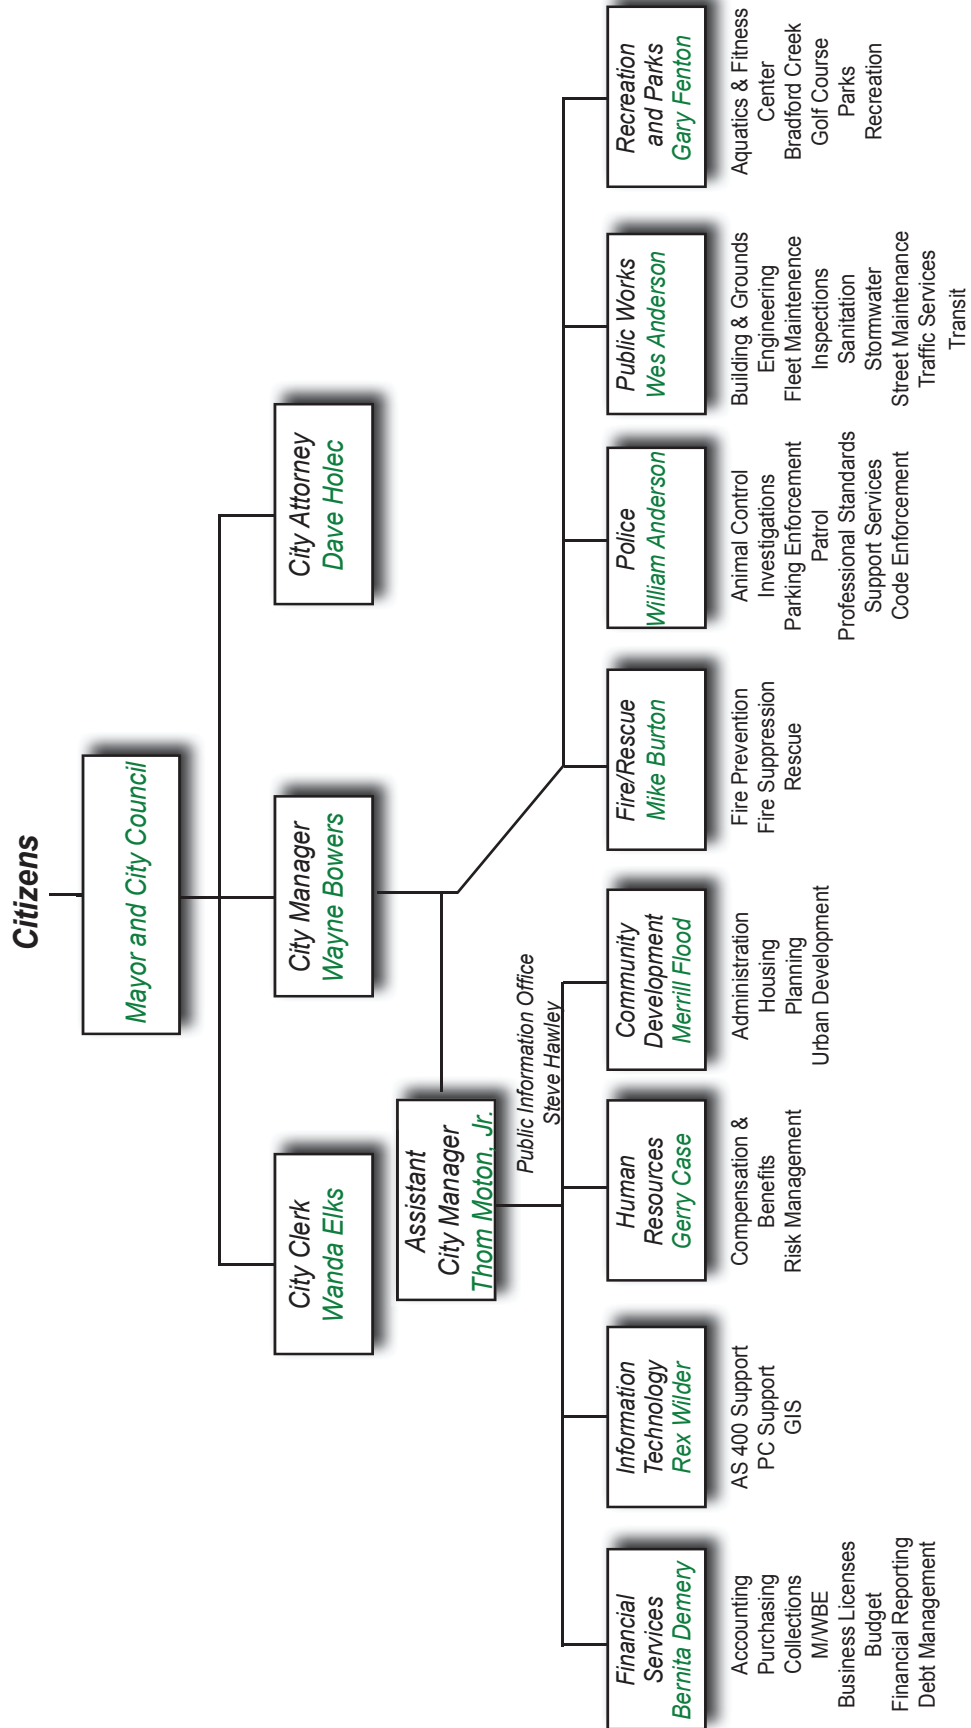 Citizens
Mayor and City Council
City Clerk
Wanda Elks
City Manager
Wayne Bowers
City Attorney
Dave Holec
Assistant
City Manager
Thom Moton, Jr.
Public Information Office
Steve Hawley
Financial
Services
Bernita Demery
Accounting
Purchasing
Collections
M/WBE
Business Licenses
Budget
Financial Reporting
Debt Management
Information
Technology
Rex Wilder
AS 400 Support
PC Support
GIS
Human
Resources
Gerry Case
Compensation &
Benefits
Risk Management
Community
Development
Merrill Flood
Administration
Housing
Planning
Urban Development
Fire/Rescue
Mike Burton
Fire Prevention
Fire Suppression
Rescue
Police
William Anderson
Animal Control
Investigations
Parking Enforcement
Patrol
Professional Standards
Support Services
Code Enforcement
Public Works
Wes Anderson
Building & Grounds
Engineering
Fleet Maintenence
Inspections
Sanitation
Stormwater
Street Maintenance
Traffic Services
Transit
Recreation
and Parks
Gary Fenton
Aquatics & Fitness
Center
Bradford Creek
Golf Course
Parks
Recreation